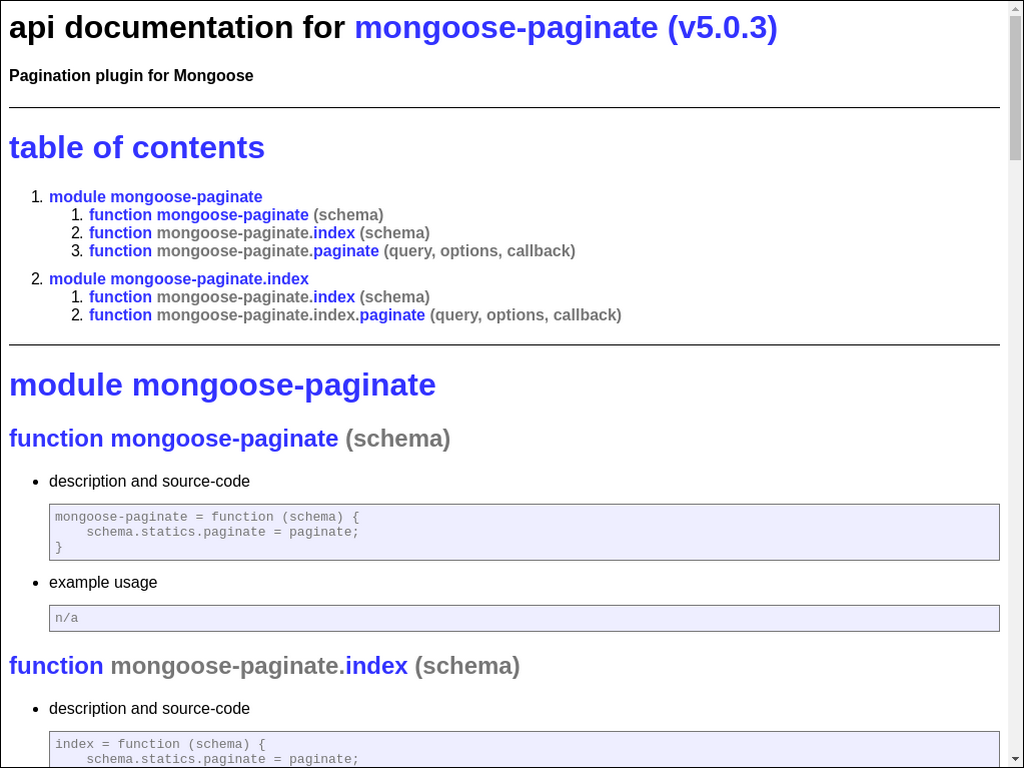 api documentation for mongoose-paginate (v5.0.3)
Pagination plugin for Mongoose
table of contents
1. module mongoose-paginate
1. function mongoose-paginate (schema)
2. function mongoose-paginate.index (schema)
3. function mongoose-paginate.paginate (query, options, callback)
2. module mongoose-paginate.index
1. function mongoose-paginate.index (schema)
2. function mongoose-paginate.index.paginate (query, options, callback)
module mongoose-paginate
function mongoose-paginate (schema)
• description and source-code
mongoose-paginate = function (schema) {
    schema.statics.paginate = paginate;
}
• example usage
n/a
function mongoose-paginate.index (schema)
• description and source-code
index = function (schema) {
    schema.statics.paginate = paginate;